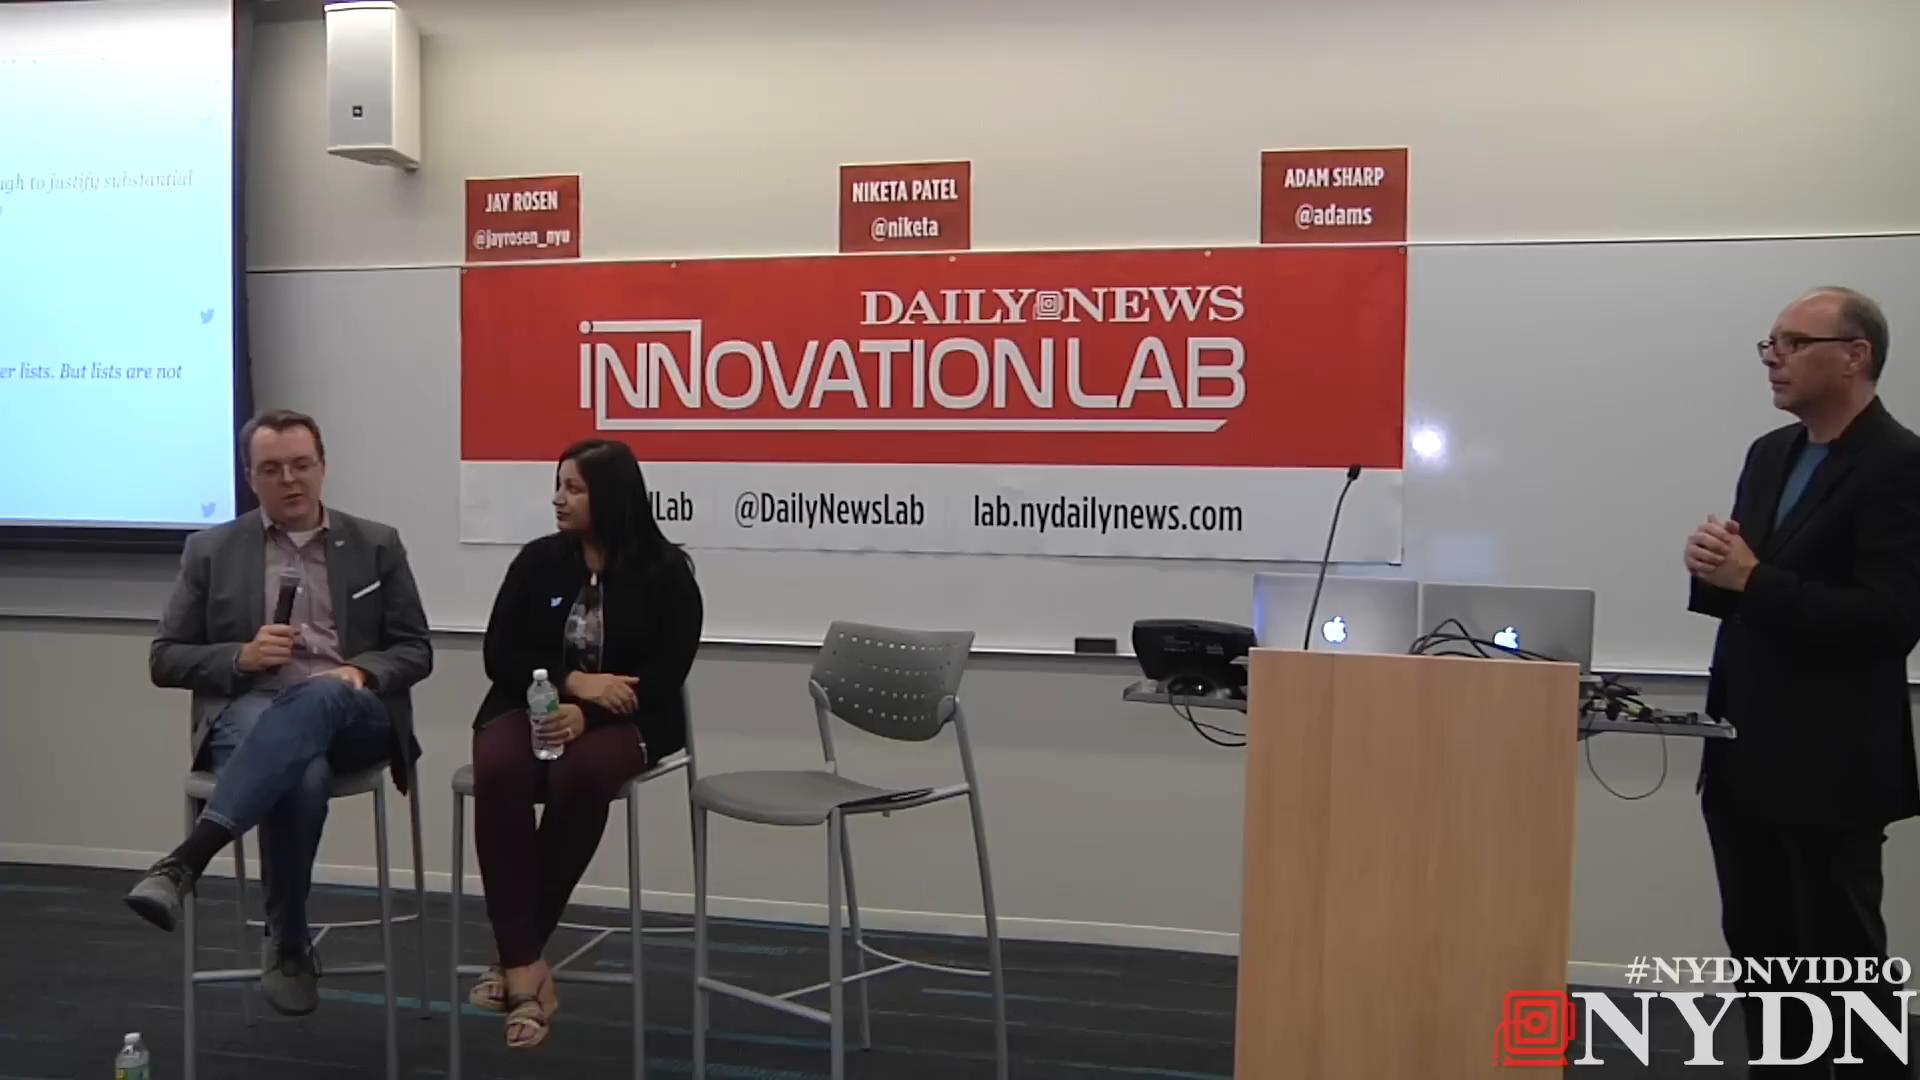 ugh to justify substantial
er lists. But lists are not
JAY ROSEN
@jayrosen_nyu
NIKETA PATEL
@niketa
ADAM SHARP
@adams
DAILY NEWS
INNOVATION LAB
Lab
@DailyNewsLab
lab.nydailynews.com
#NYDNVIDEO
NYDN